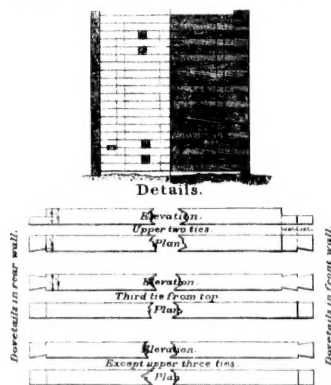 Details.
Elevation.
Upper two ties.
Plan
Elevation.
Third tie from top.
Plan
Elevation.
Except upper three ties.
Plan
Dovetails in rear wall.
Dovetails in front wall.